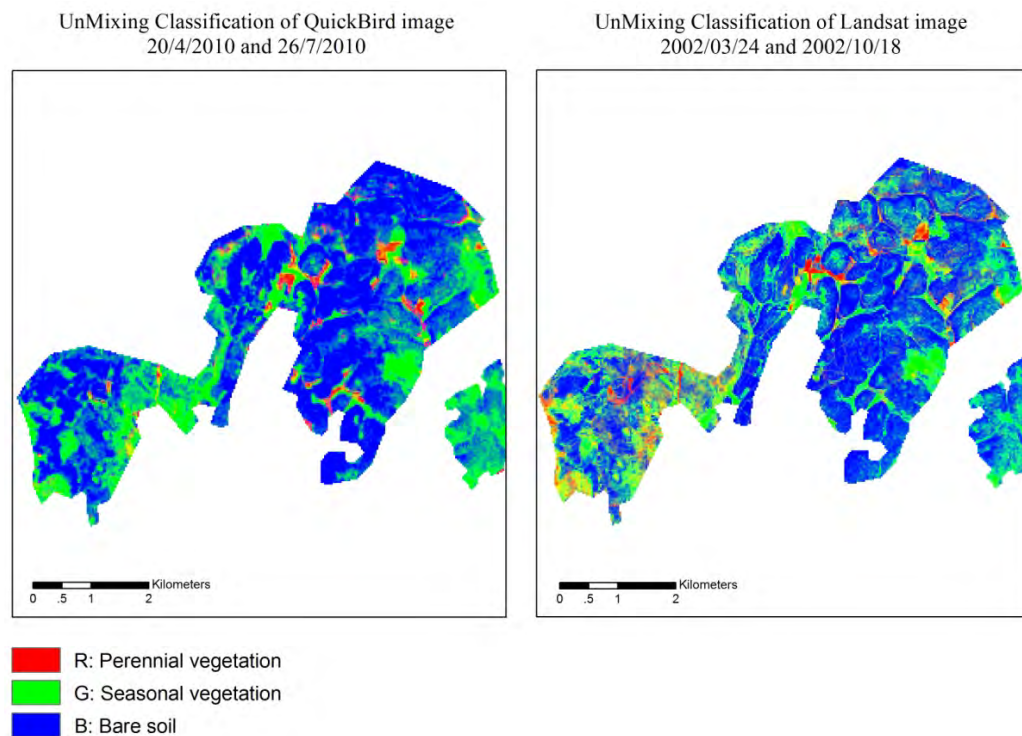 UnMixing Classification of QuickBird image
20/4/2010 and 26/7/2010
UnMixing Classification of Landsat image
2002/03/24 and 2002/10/18
Kilometers
0 .5 1 2
Kilometers
0 .5 1 2
R: Perennial vegetation
G: Seasonal vegetation
B: Bare soil